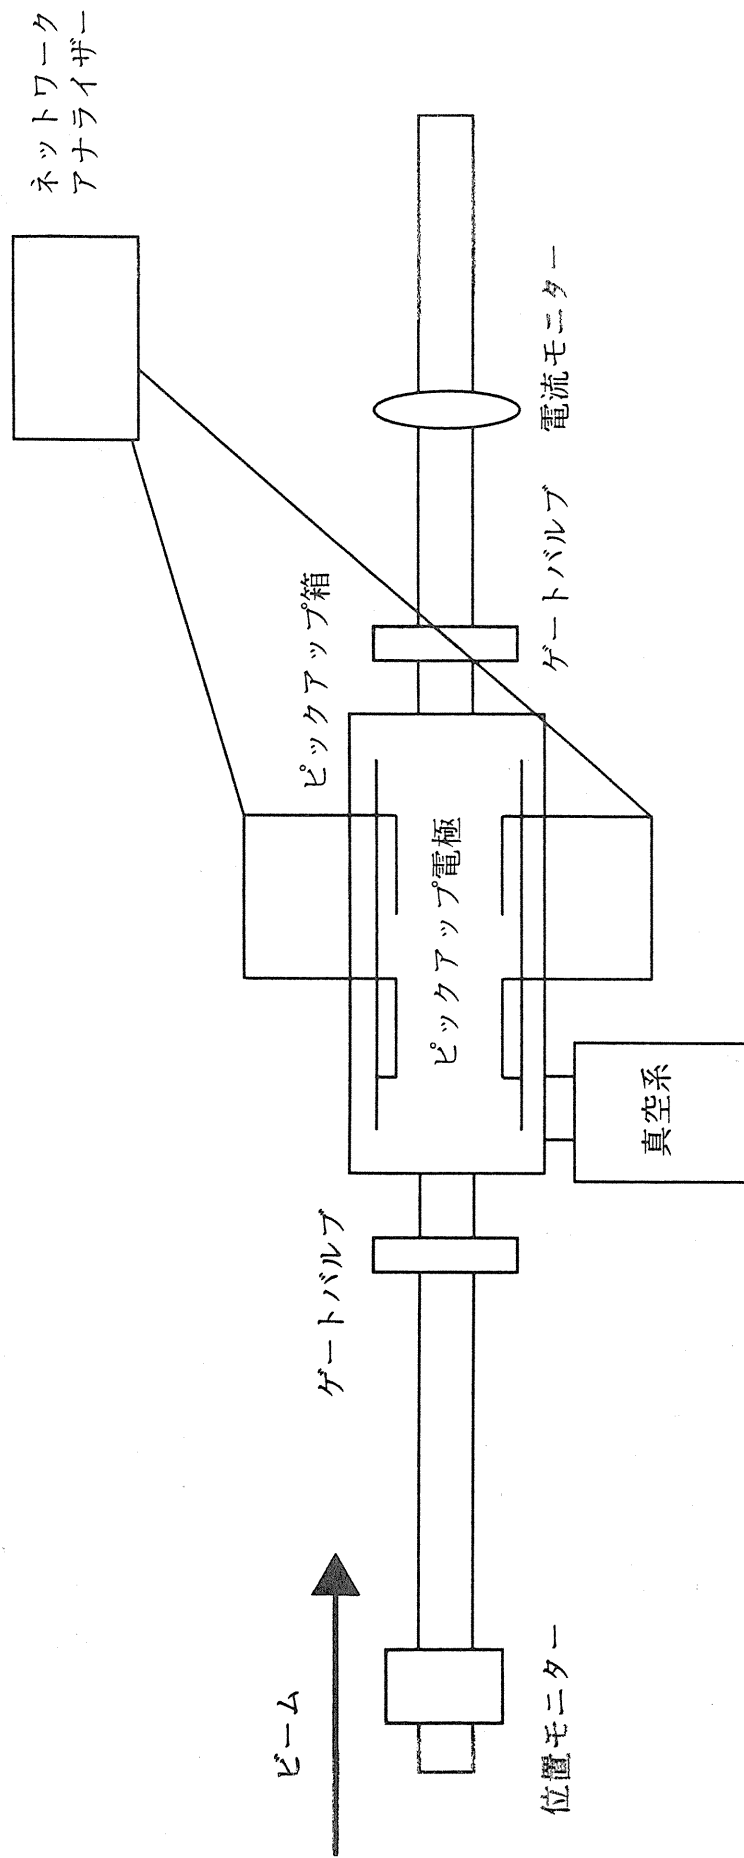 ネットワーク
アナライザー
ピックアップ箱
ゲートバルブ
ビーム
ピックアップ電極
電流モニター
ゲートバルブ
位置モニター
真空系